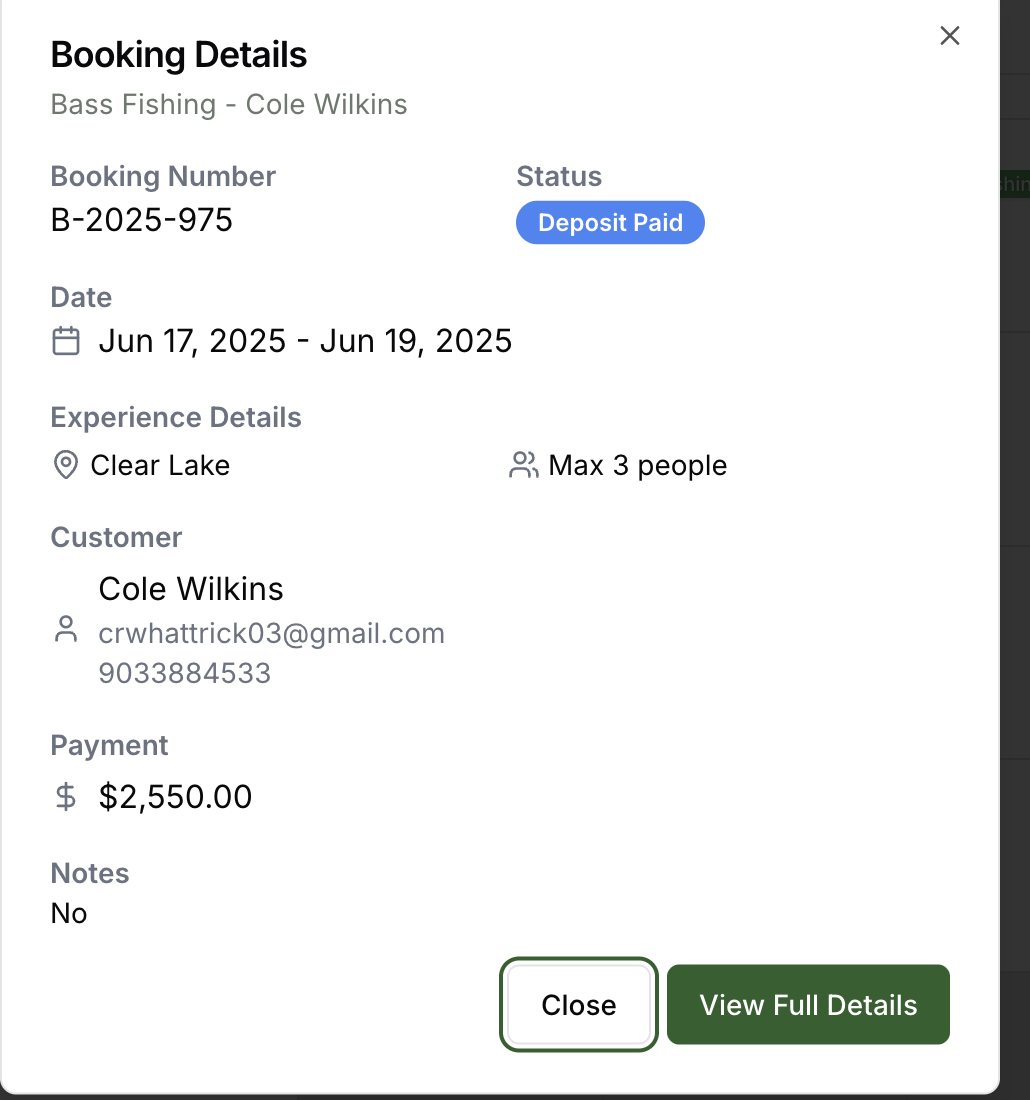 Booking Details
Bass Fishing - Cole Wilkins
Booking Number
B-2025-975
Status
Deposit Paid
Date
Jun 17, 2025 - Jun 19, 2025
Experience Details
Clear Lake
Max 3 people
Customer
Cole Wilkins
crwhattrick03@gmail.com
9033884533
Payment
$2,550.00
Notes
No
Close
View Full Details